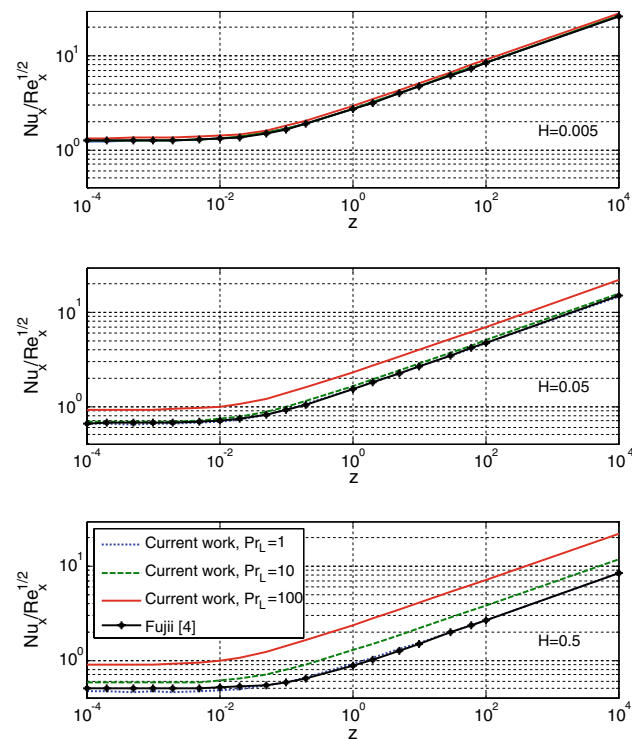 10^1
10^0
Nu_x/Re_x^{1/2}
H=0.005
10^-4 10^-2 10^0 10^2 10^4
z
10^1
10^0
Nu_x/Re_x^{1/2}
H=0.05
10^-4 10^-2 10^0 10^2 10^4
z
10^1
10^0
Nu_x/Re_x^{1/2}
Current work, Pr_L=1
Current work, Pr_L=10
Current work, Pr_L=100
Fujii [4]
H=0.5
10^-4 10^-2 10^0 10^2 10^4
z